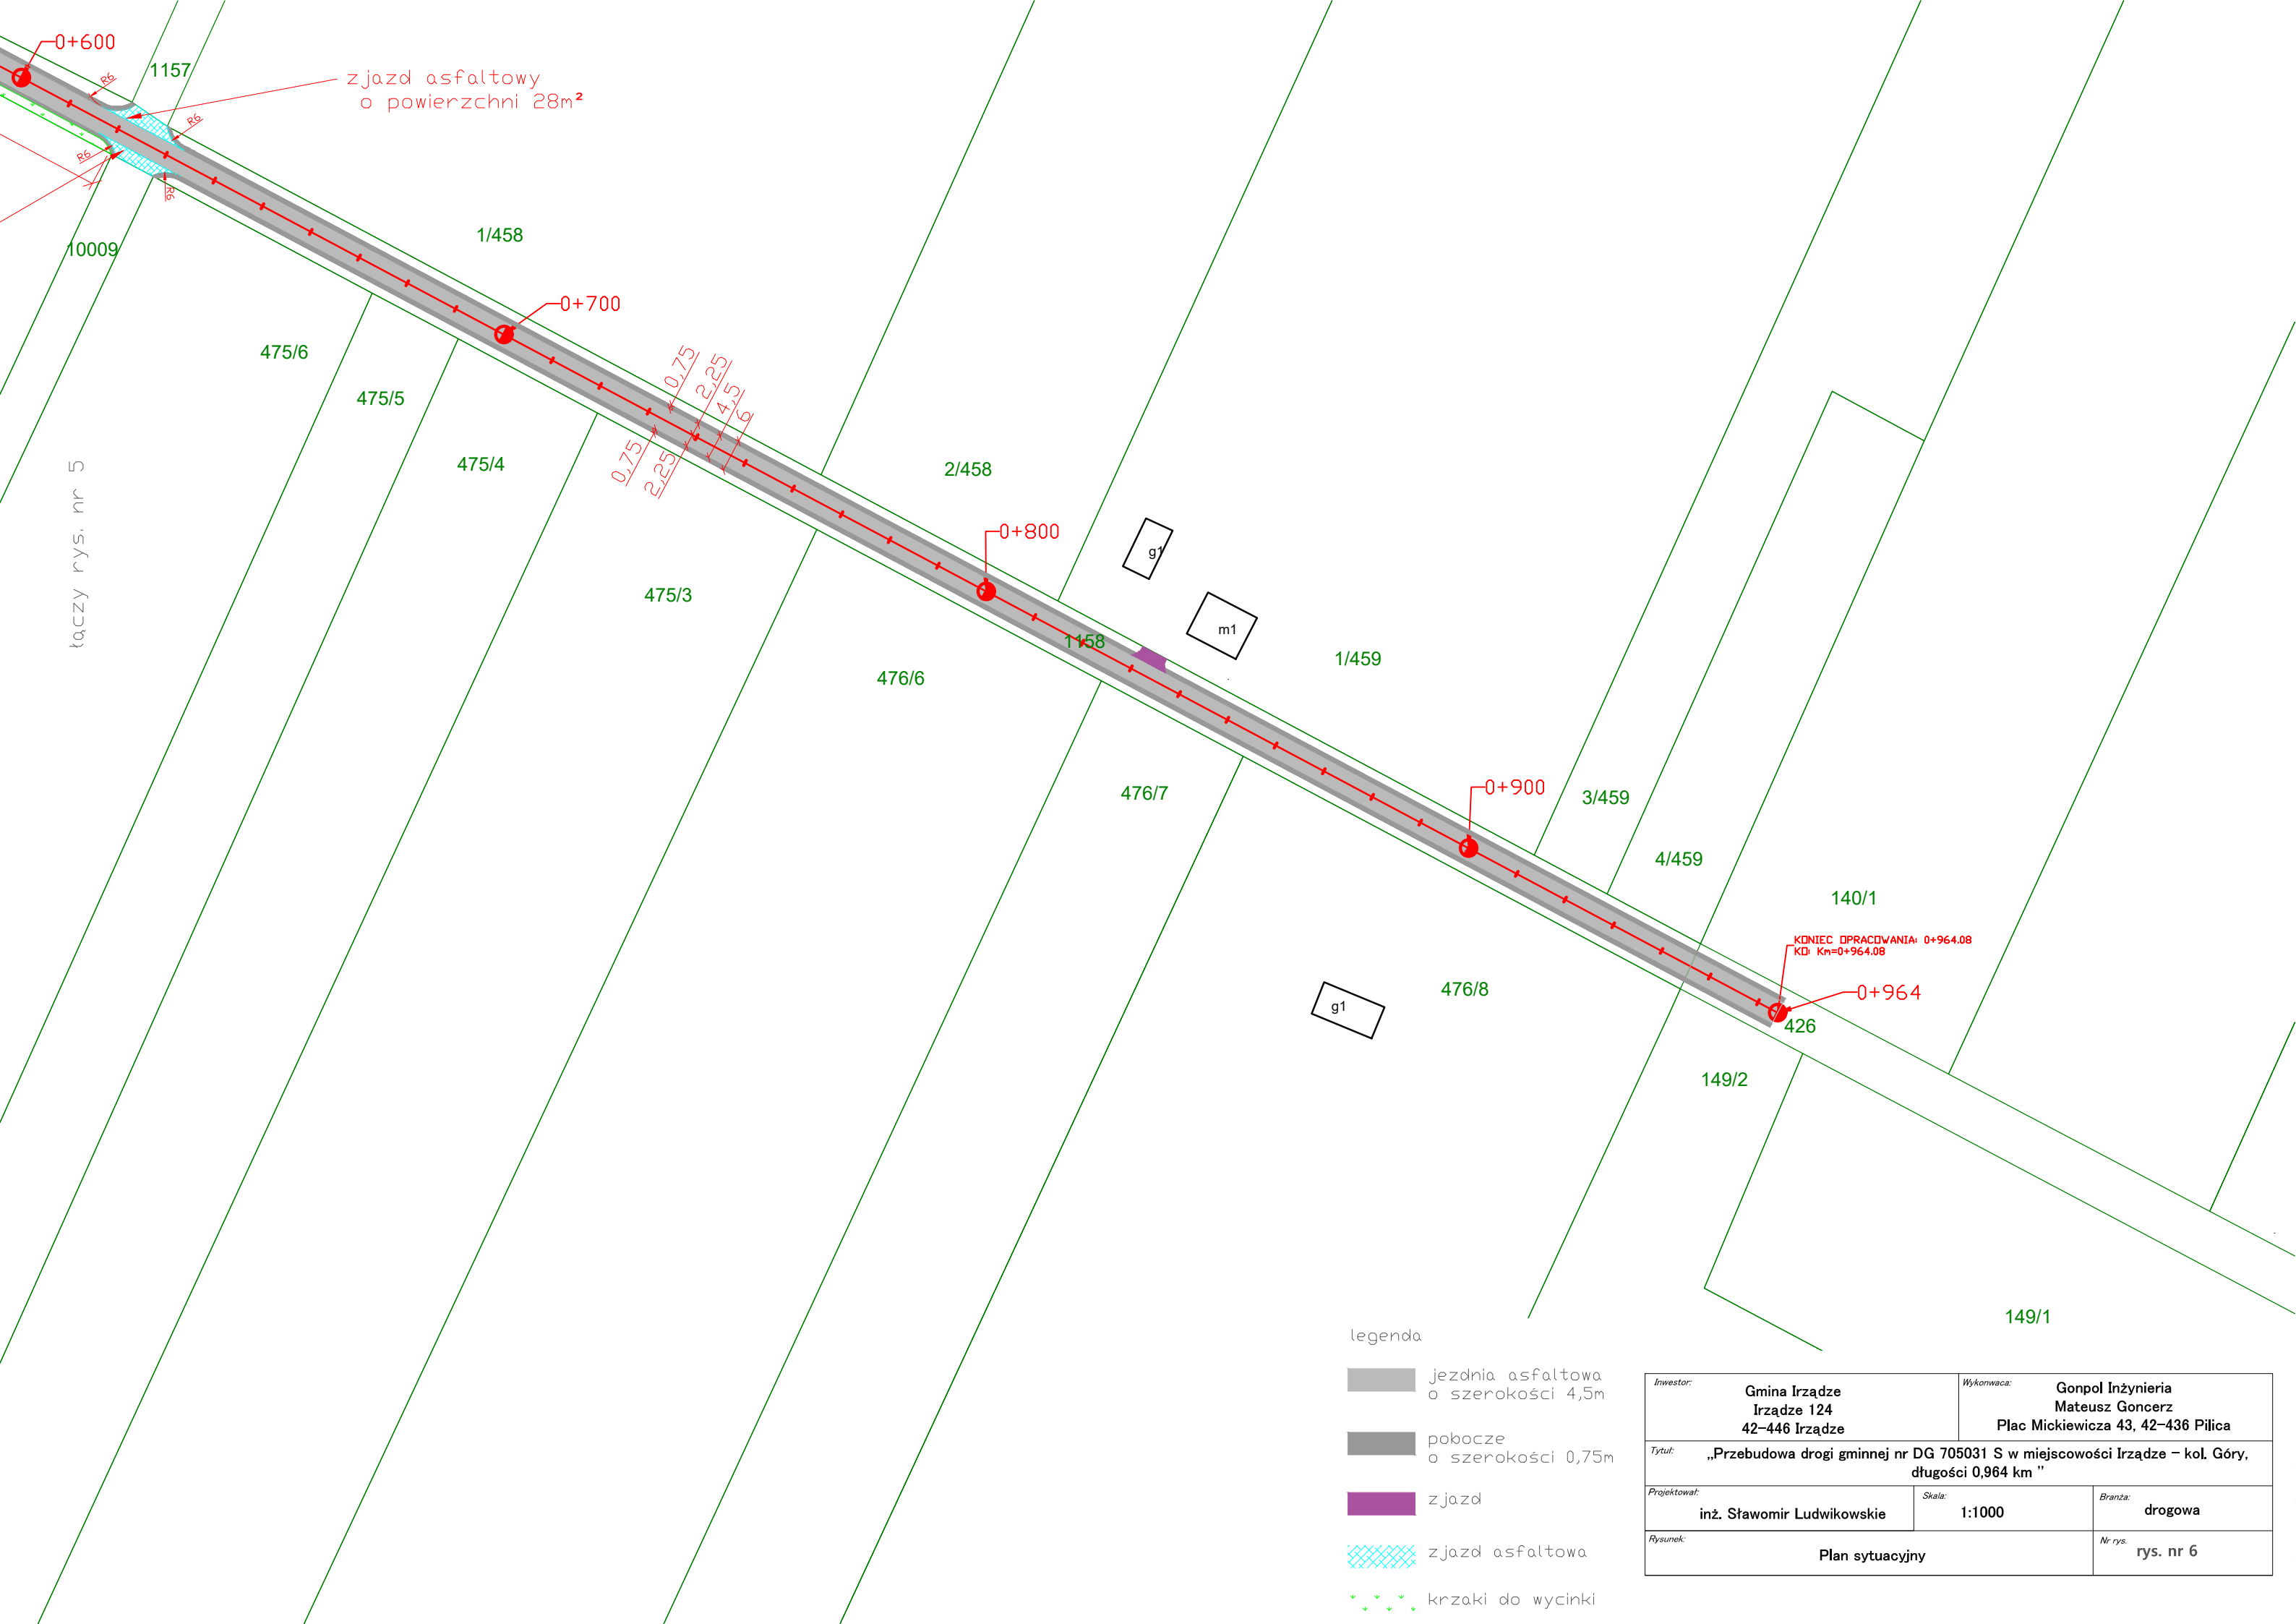 0+600
1157
R6
zjazd asfaltowy
o powierzchni 28m²
R6
R6
R6
10009
1/458
0+700
475/6
475/5
0,75
2,25
4,5
6
0,75
2,25
475/4
2/458
łączy rys. nr 5
0+800
g1
475/3
m1
1158
1/459
476/6
0+900
476/7
3/459
4/459
140/1
KONIEC OPRACOWANIA: 0+964.08
KO: Km=0+964.08
476/8
0+964
g1
426
149/2
149/1
legenda
jezdnia asfaltowa
o szerokości 4,5m
pobocze
o szerokości 0,75m
zjazd
zjazd asfaltowa
krzaki do wycinki
Inwestor:
Gmina Irządze
Irządze 124
42-446 Irządze
Wykonwaca:
Gonpol Inżynieria
Mateusz Goncerz
Plac Mickiewicza 43, 42-436 Pilica
Tytuł:
„Przebudowa drogi gminnej nr DG 705031 S w miejscowości Irządze - kol. Góry,
długości 0,964 km "
Projektował:
inż. Sławomir Ludwikowskie
Skala:
1:1000
Branża:
drogowa
Rysunek:
Plan sytuacyjny
Nr rys.
rys. nr 6